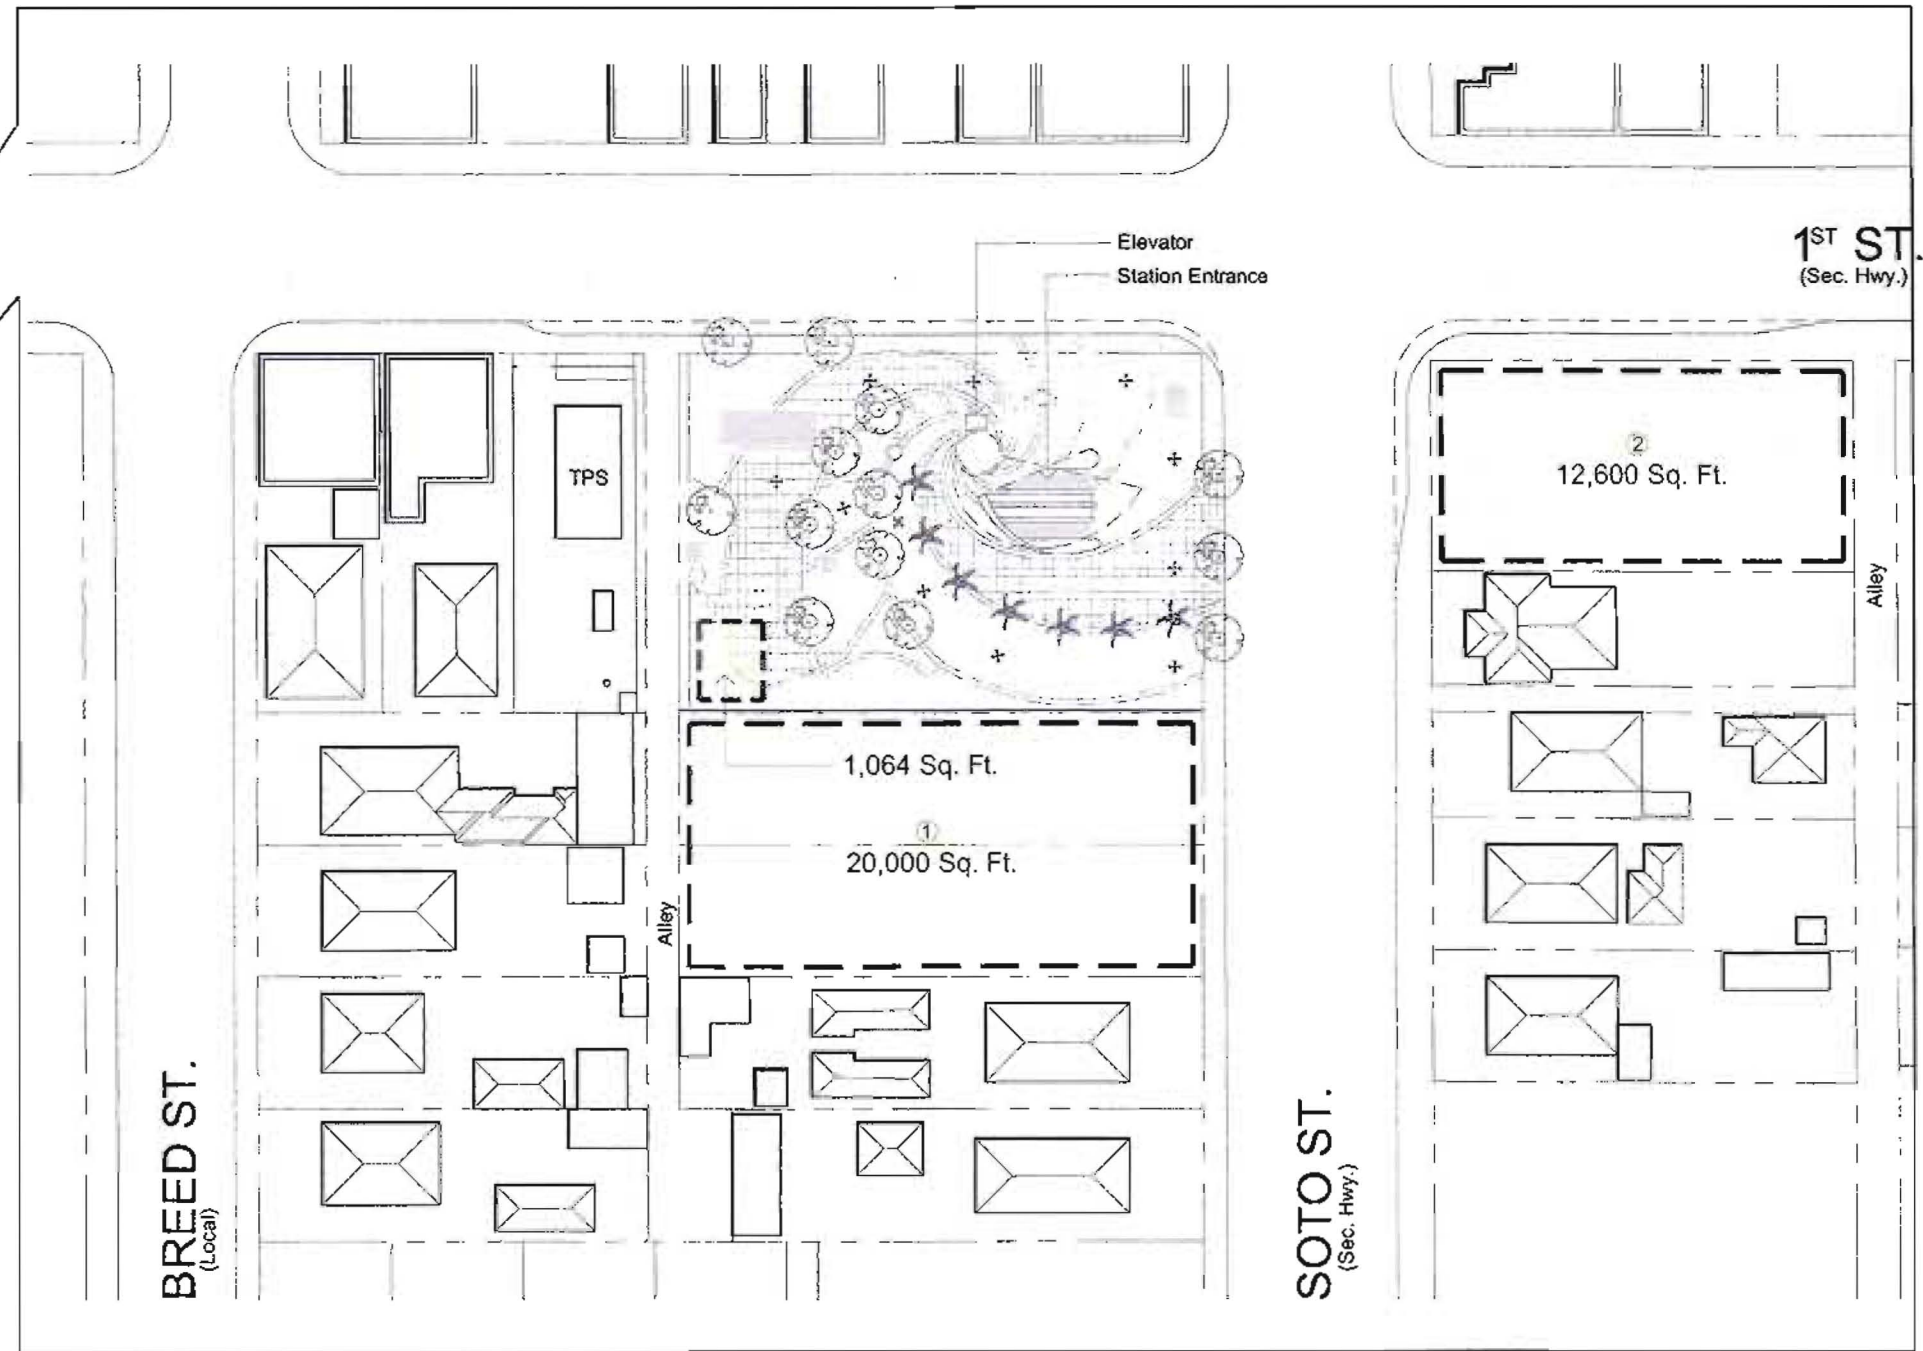 Elevator
Station Entrance
1ST ST.
(Sec. Hwy.)
TPS
②
12,600 Sq. Ft.
Alley
1,064 Sq. Ft.
①
20,000 Sq. Ft.
Alley
BREED ST.
(Local)
SOTO ST.
(Sec. Hwy.)